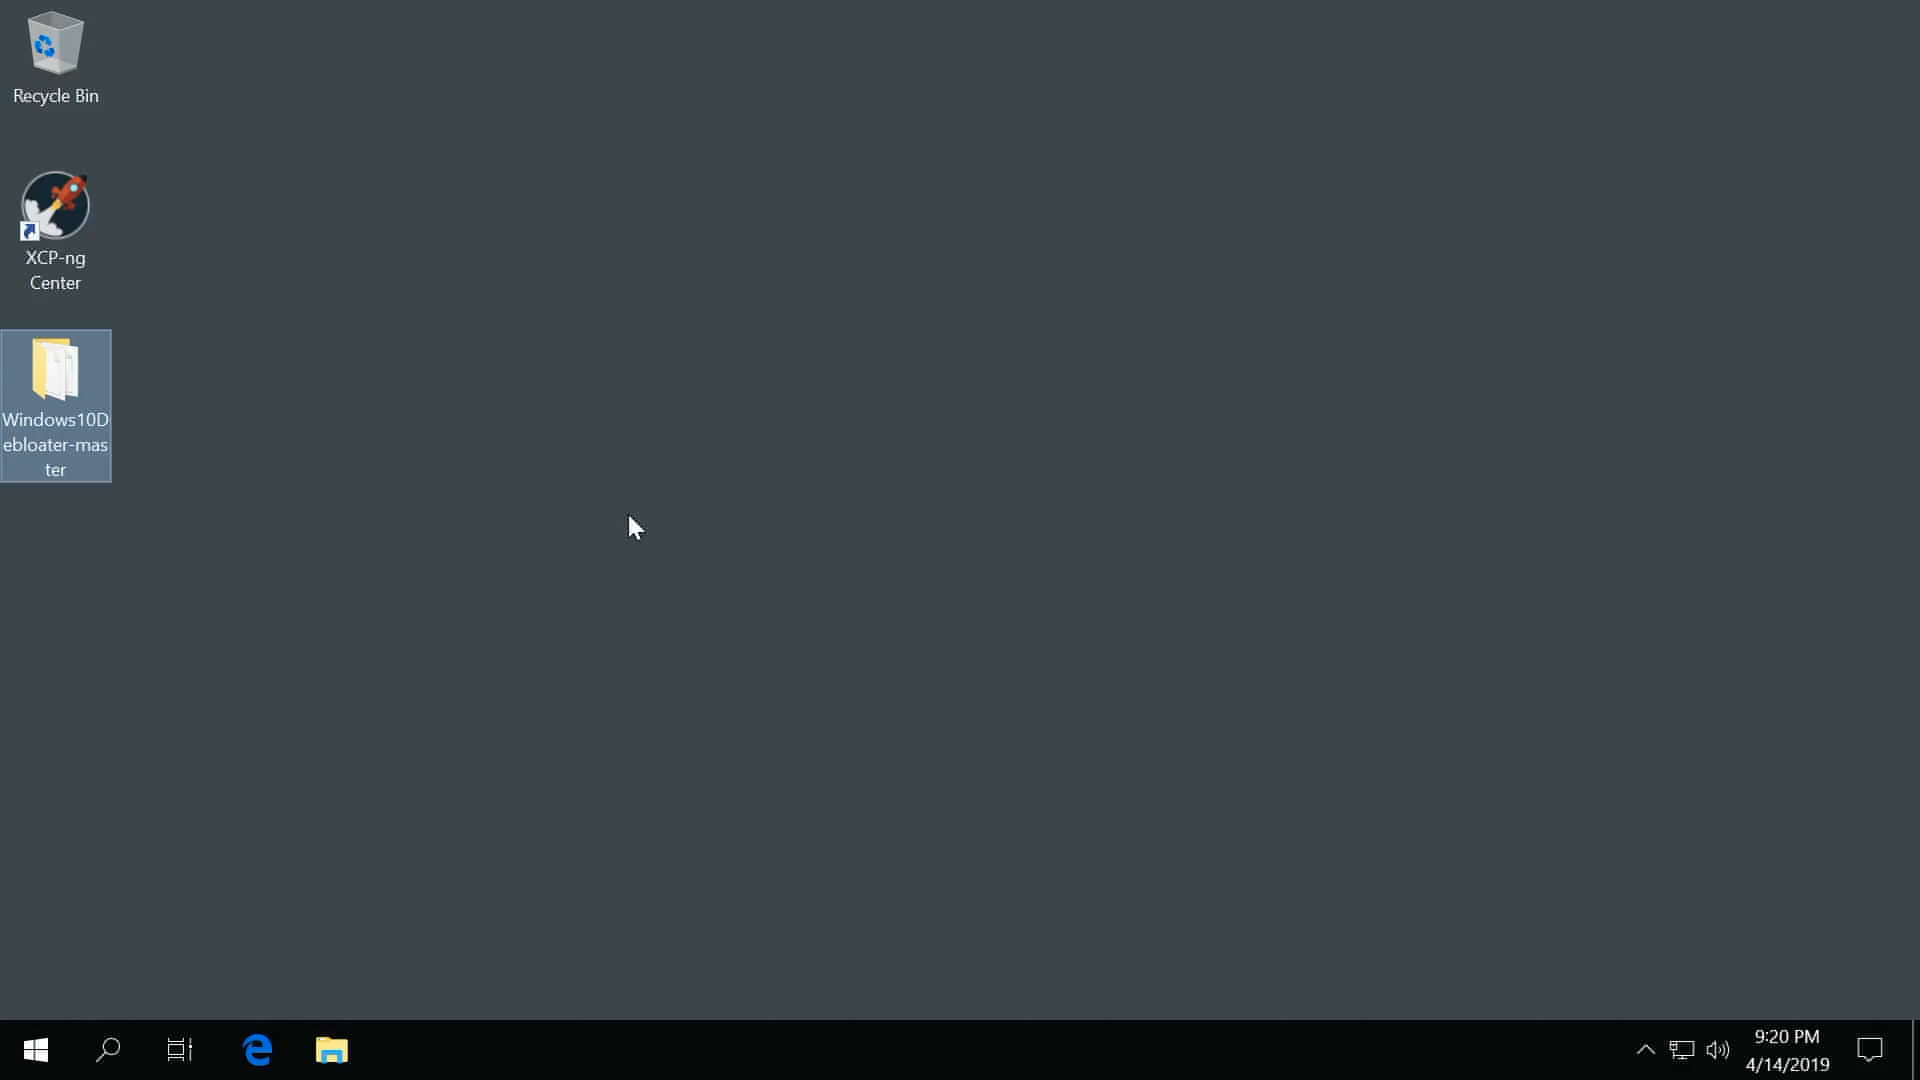 Recycle Bin
XCP-ng
Center
Windows10D
ebloater-mas
ter
9:20 PM
4/14/2019